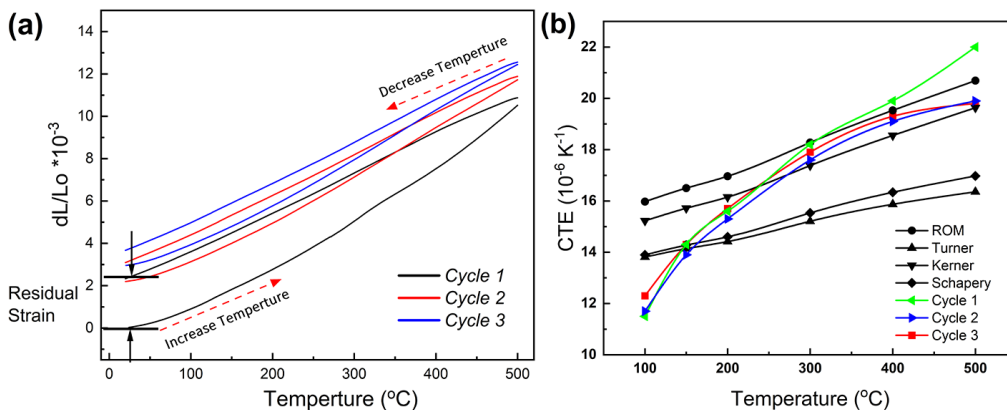 (a)
14
12
10
8
6
4
2
0
dL/Lo *10⁻³
Residual
Strain
Decrease Temperture
Increase Temperture
Cycle 1
Cycle 2
Cycle 3
0
100
200
300
400
500
Temperture (°C)
(b)
22
20
18
16
14
12
10
CTE (10⁻⁶ K⁻¹)
ROM
Turner
Kerner
Schapery
Cycle 1
Cycle 2
Cycle 3
100
200
300
400
500
Temperature (°C)